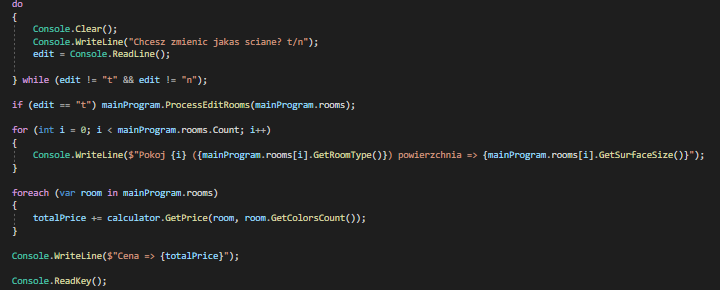 do
{
Console.Clear();
Console.WriteLine("Chcesz zmienic jakas sciane? t/n");
edit = Console.ReadLine();
} while (edit != "t" && edit != "n");
if (edit == "t") mainProgram.ProcessEditRooms(mainProgram.rooms);
for (int i = 0; i < mainProgram.rooms.Count; i++)
{
Console.WriteLine($"Pokoj {i} ({mainProgram.rooms[i].GetRoomType()}) powierzchnia => {mainProgram.rooms[i].GetSurfaceSize()}");
}
foreach (var room in mainProgram.rooms)
{
totalPrice += calculator.GetPrice(room, room.GetColorsCount());
}
Console.WriteLine($"Cena => {totalPrice}");
Console.ReadKey();